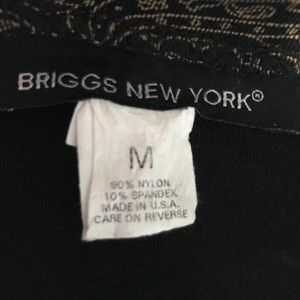 BRIGGS NEW YORK®
M
90% NYLON
10% SPANDEX
MADE IN U.S.A.
CARE ON REVERSE